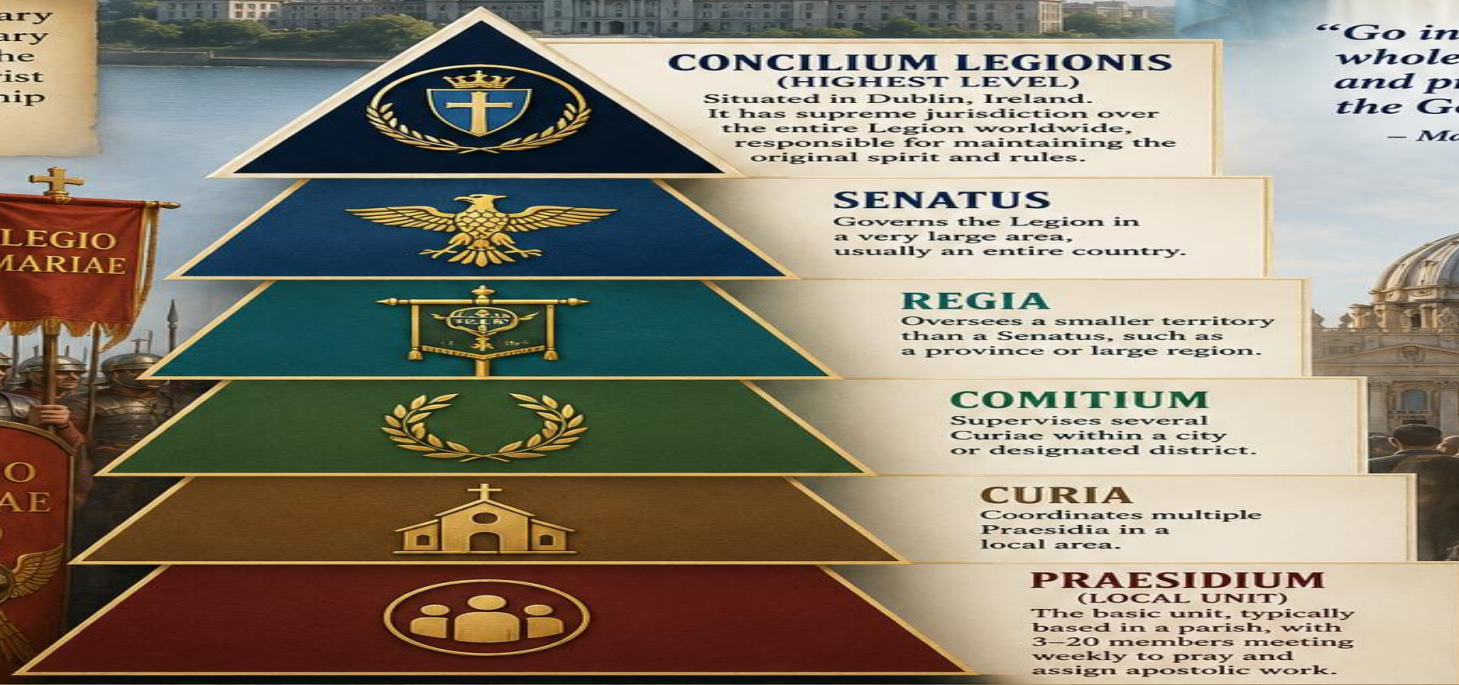 ary
ary
he
rist
hip
CONCILIUM LEGIONIS
(HIGHEST LEVEL)
Situated in Dublin, Ireland.
It has supreme jurisdiction over
the entire Legion worldwide,
responsible for maintaining the
original spirit and rules.
"Go in
whole
and p
the G
– Ma
SENATUS
Governs the Legion in
a very large area,
usually an entire country.
LEGIO
MARIAE
REGIA
Oversees a smaller territory
than a Senatus, such as
a province or large region.
COMITIUM
Supervises several
Curiae within a city
or designated district.
O
AE
CURIA
Coordinates multiple
Praesidia in a
local area.
PRAESIDIUM
(LOCAL UNIT)
The basic unit, typically
based in a parish, with
3–20 members meeting
weekly to pray and
assign apostolic work.